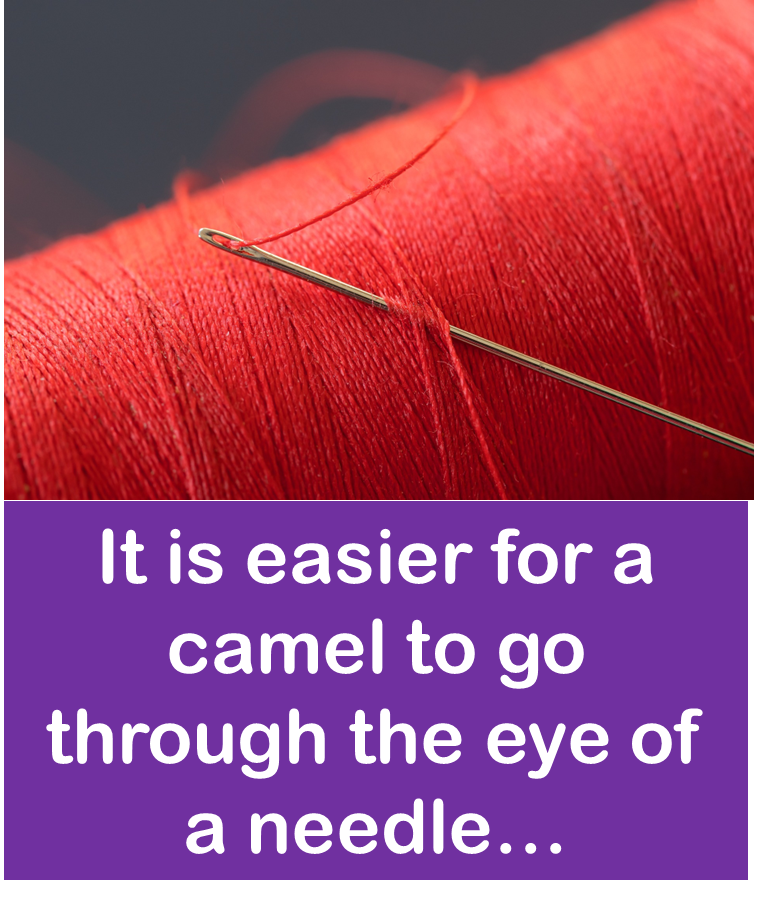 It is easier for a
camel to go
through the eye of
a needle...